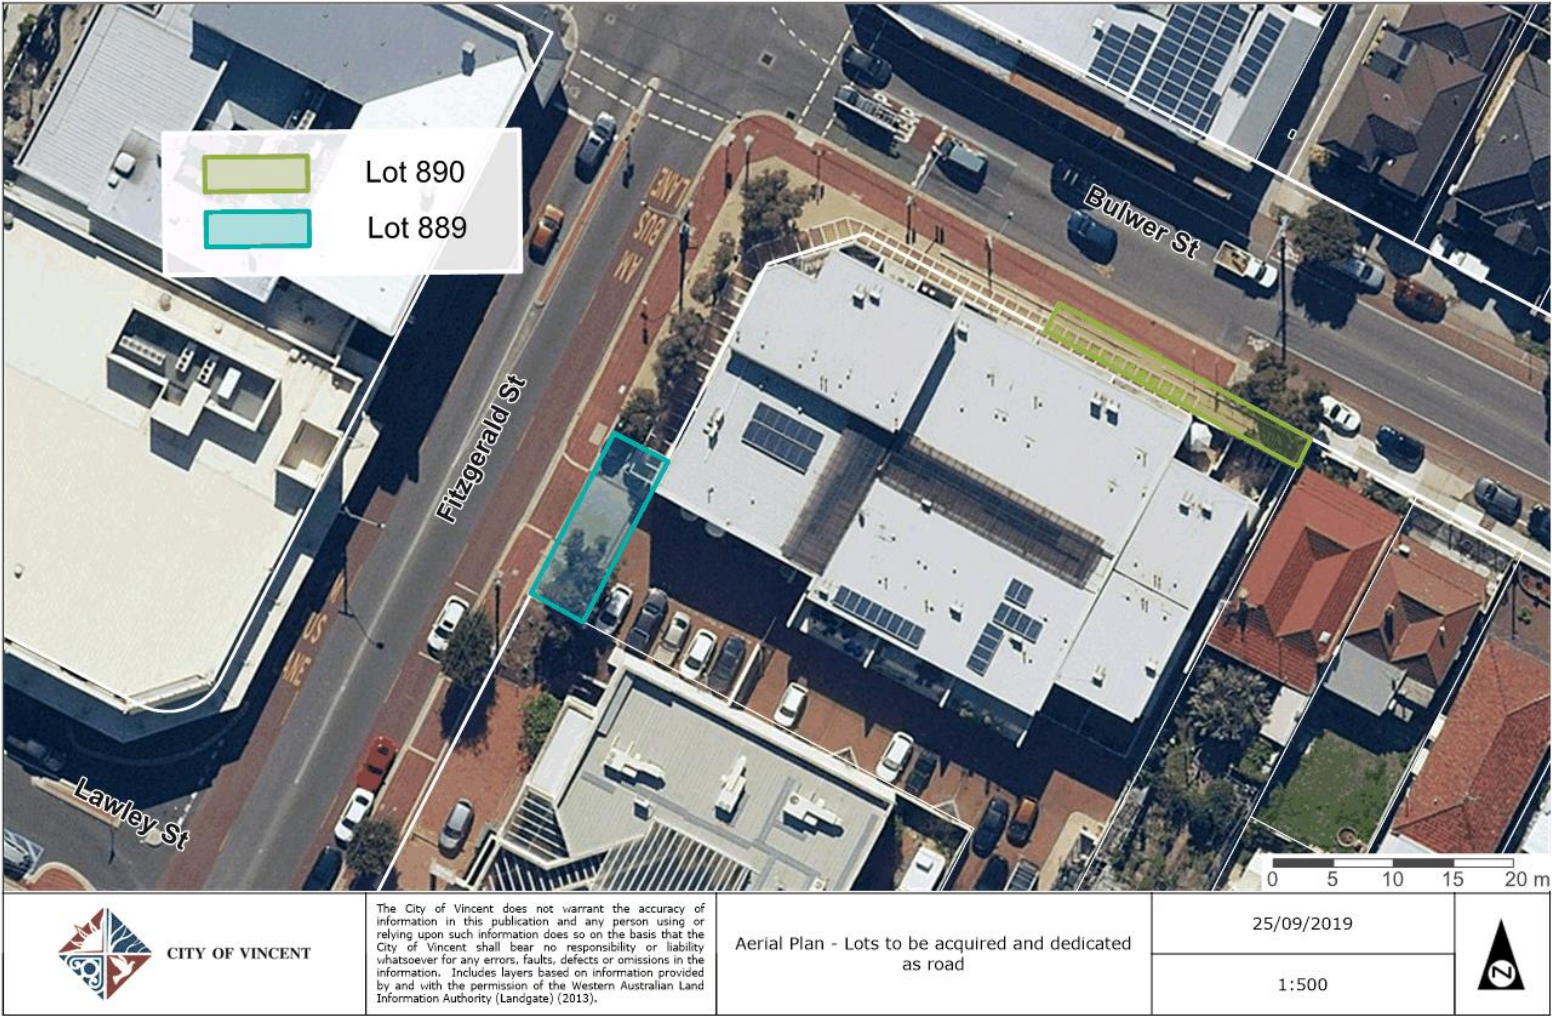 Lot 890
Lot 889
LANE
BUS
AM
Bulwer St
Fitzgerald St
Lawley St
0 5 10 15 20 m
CITY OF VINCENT
The City of Vincent does not warrant the accuracy of
information in this publication and any person using or
relying upon such information does so on the basis that the
City of Vincent shall bear no responsibility or liability
whatsoever for any errors, faults, defects or omissions in the
information. Includes layers based on information provided
by and with the permission of the Western Australian Land
Information Authority (Landgate) (2013).
Aerial Plan - Lots to be acquired and dedicated
as road
25/09/2019
1:500
N